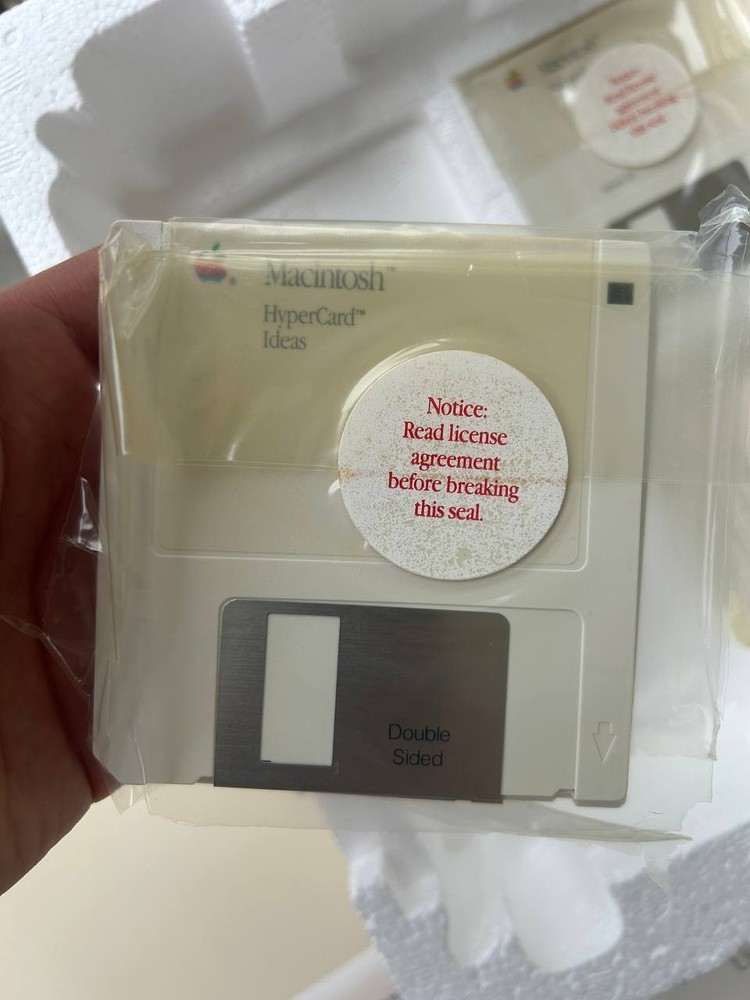 Macintosh™
HyperCard™
Ideas
Notice:
Read license
agreement
before breaking
this seal.
Double
Sided